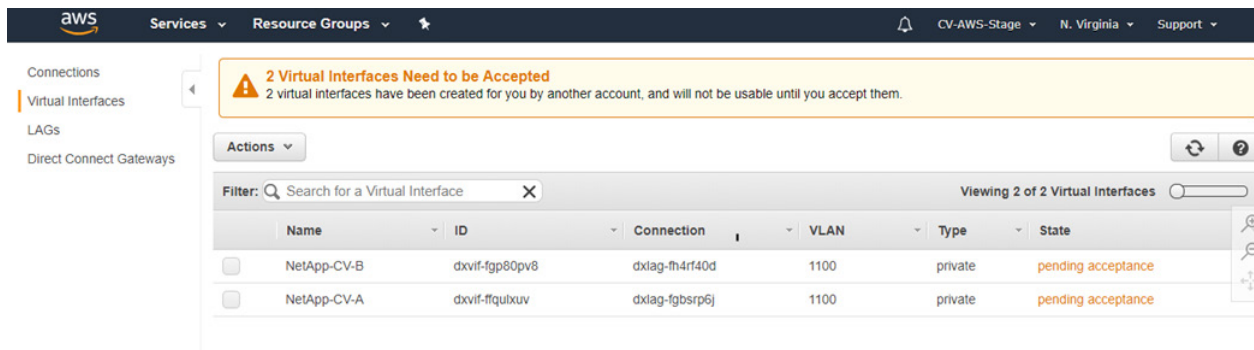 aws Services Resource Groups CV-AWS-Stage N. Virginia Support
Connections
Virtual Interfaces
LAGs
Direct Connect Gateways
2 Virtual Interfaces Need to be Accepted
2 virtual interfaces have been created for you by another account, and will not be usable until you accept them.
Actions
Filter: Search for a Virtual Interface Viewing 2 of 2 Virtual Interfaces
Name ID Connection VLAN Type State
NetApp-CV-B dxvif-fgp80pv8 dxlag-fh4rf40d 1100 private pending acceptance
NetApp-CV-A dxvif-ffqulxuv dxlag-fgbsrp6j 1100 private pending acceptance